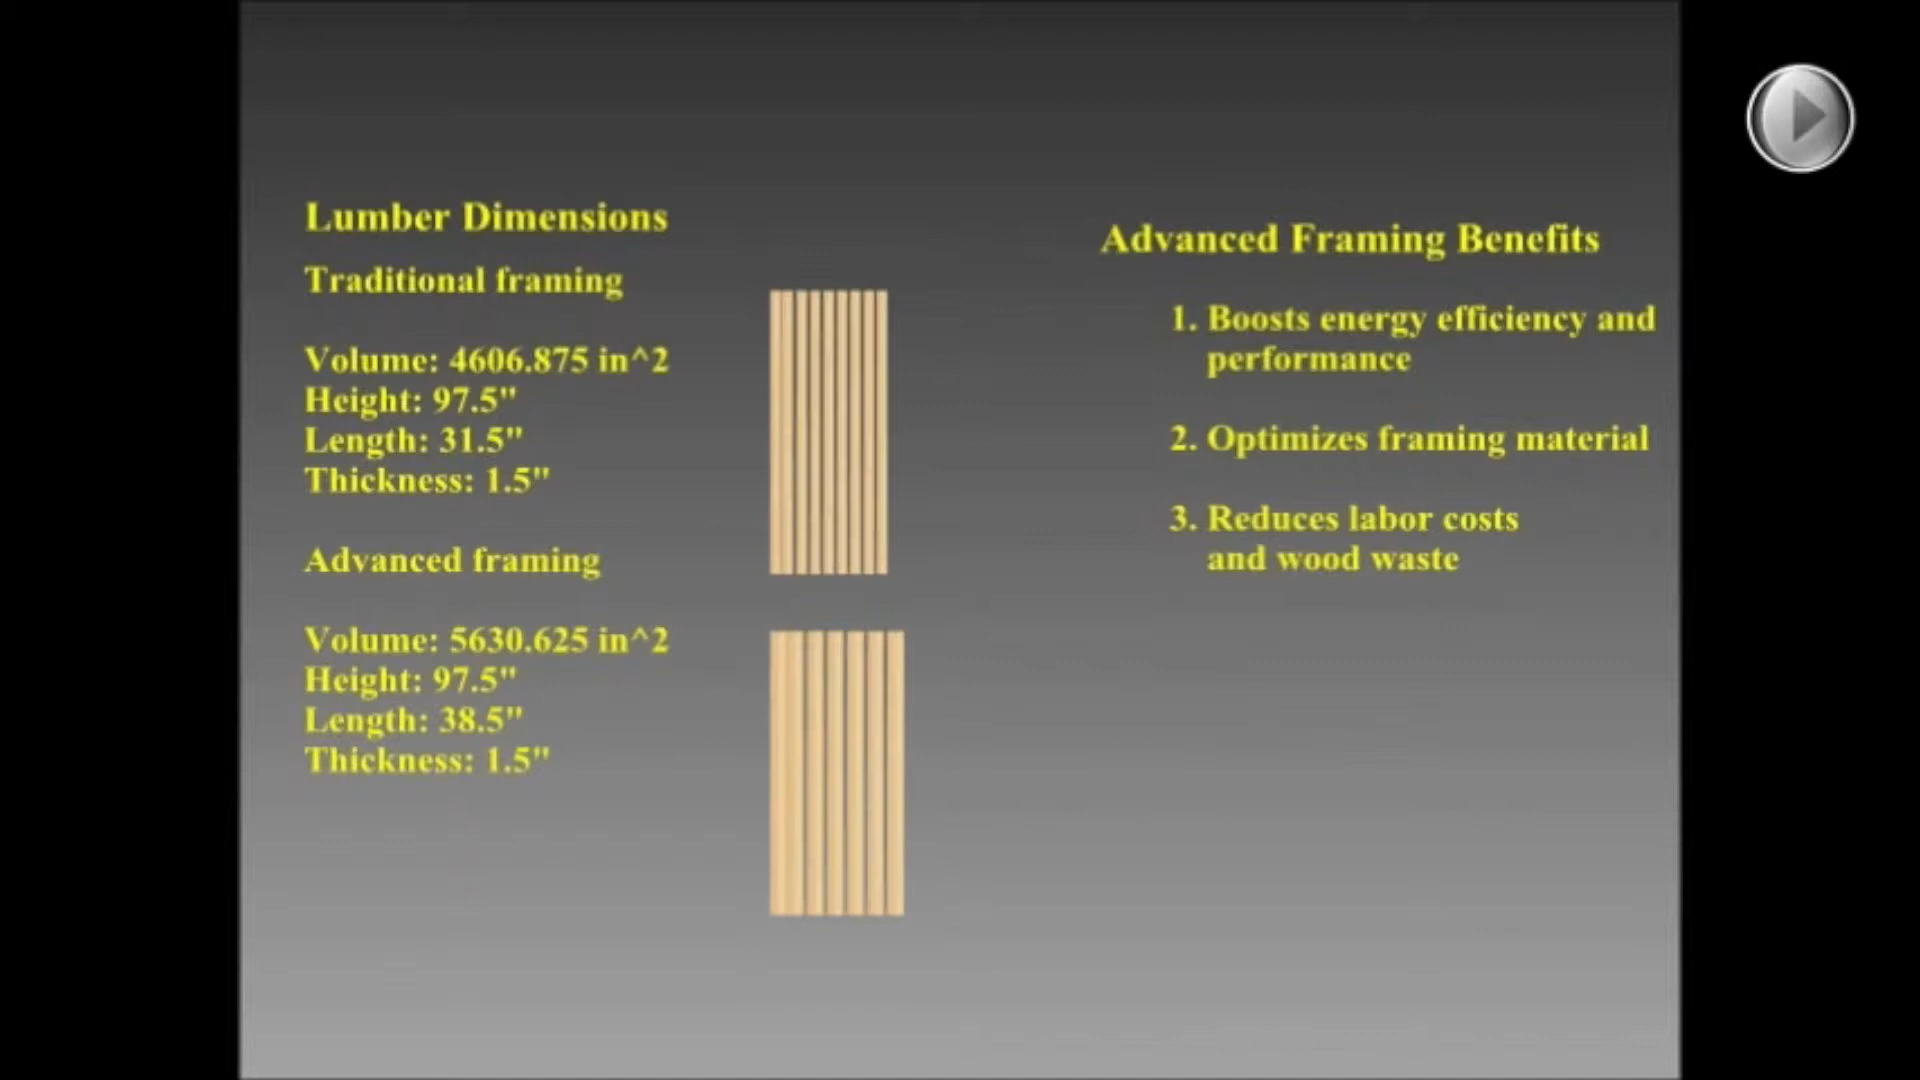 Lumber Dimensions
Traditional framing
Volume: 4606.875 in^2
Height: 97.5"
Length: 31.5"
Thickness: 1.5"
Advanced framing
Volume: 5630.625 in^2
Height: 97.5"
Length: 38.5"
Thickness: 1.5"
Advanced Framing Benefits
1. Boosts energy efficiency and
performance
2. Optimizes framing material
3. Reduces labor costs
and wood waste